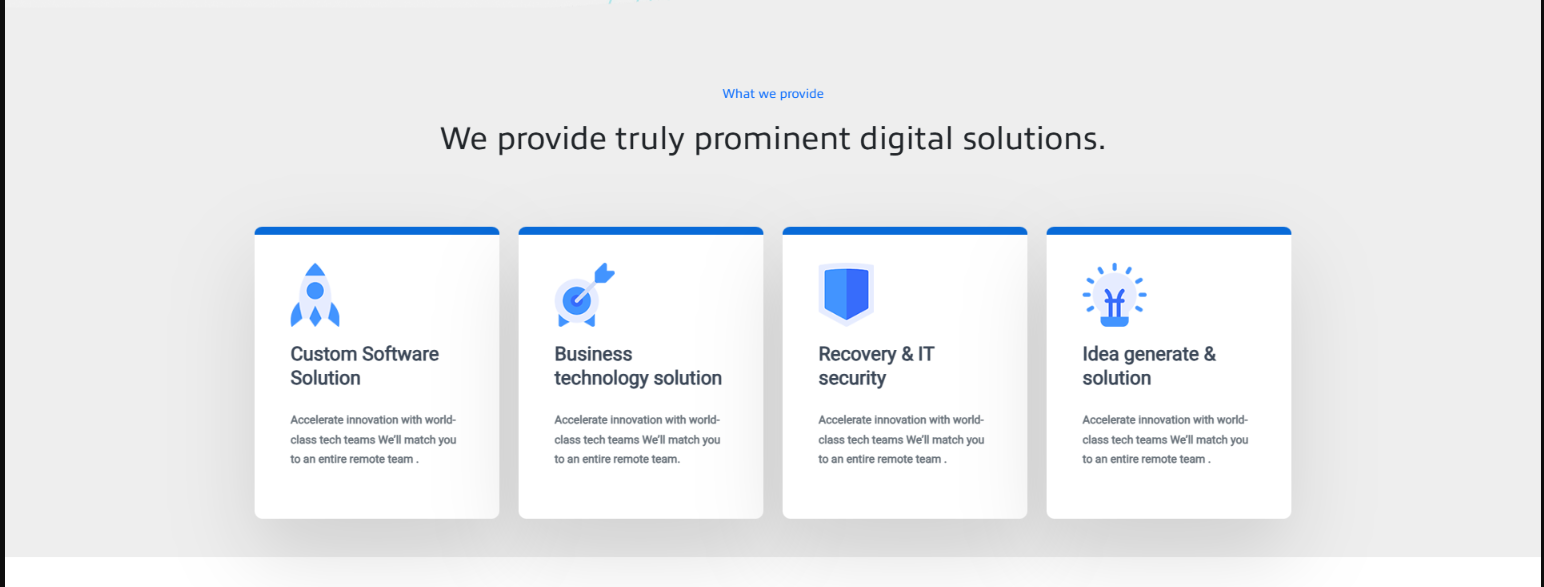 What we provide
We provide truly prominent digital solutions.
Custom Software
Solution
Accelerate innovation with world-
class tech teams We'll match you
to an entire remote team .
Business
technology solution
Accelerate innovation with world-
class tech teams We'll match you
to an entire remote team.
Recovery & IT
security
Accelerate innovation with world-
class tech teams We'll match you
to an entire remote team .
Idea generate &
solution
Accelerate innovation with world-
class tech teams We'll match you
to an entire remote team .